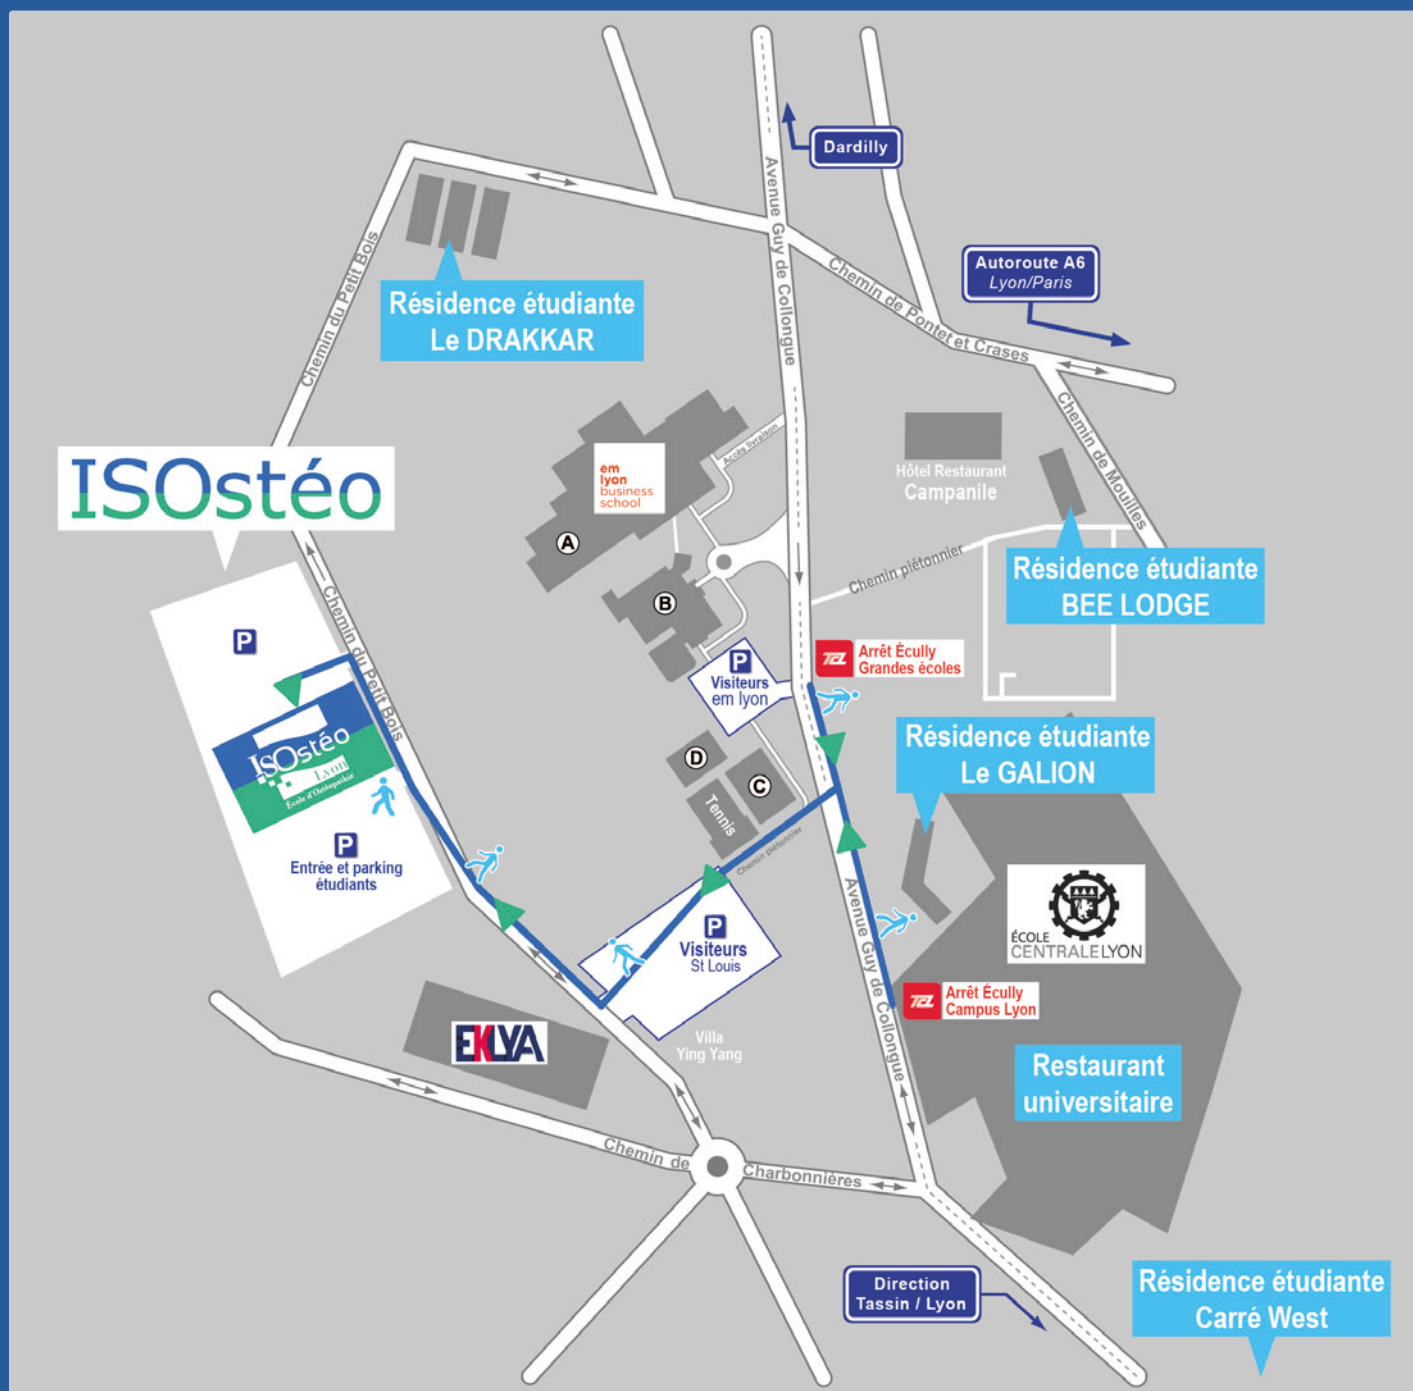 Dardilly
Avenue Guy de Collongue
Chemin du Petit Bois
Autoroute A6
Lyon/Paris
Chemin de Pontet et Crases
Résidence étudiante
Le DRAKKAR
Chemin de Mouilles
Accès livraison
Hôtel Restaurant
Campanile
em
lyon
business
school
ISOstéo
A
Chemin piétonnier
Résidence étudiante
BEE LODGE
B
Chemin du Petit Bois
P
TCL
Arrêt Écully
Grandes écoles
P
Visiteurs
em lyon
ISOstéo
Lyon
École d'Ostéopathie
Résidence étudiante
Le GALION
D
C
Tennis
Chemin piétonnier
P
Entrée et parking
étudiants
P
Visiteurs
St Louis
Avenue Guy de Collongue
ÉCOLE
CENTRALELYON
TCL
Arrêt Écully
Campus Lyon
EKLYA
Villa
Ying Yang
Restaurant
universitaire
Chemin de Charbonnières
Direction
Tassin / Lyon
Résidence étudiante
Carré West